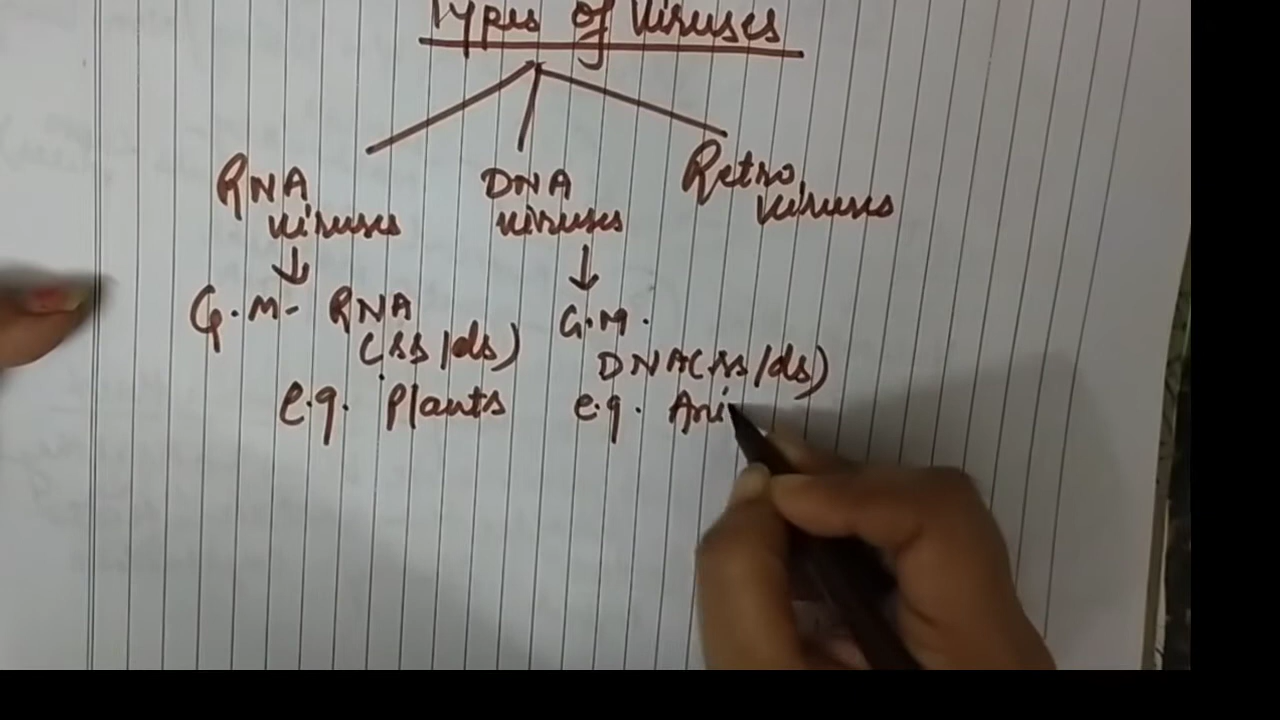 Types of Viruses
RNA
viruses
DNA
viruses
Retro
viruses
G.M- RNA
(ss/ds)
e.g. Plants
G.M.
DNA(ss/ds)
e.g. Ani